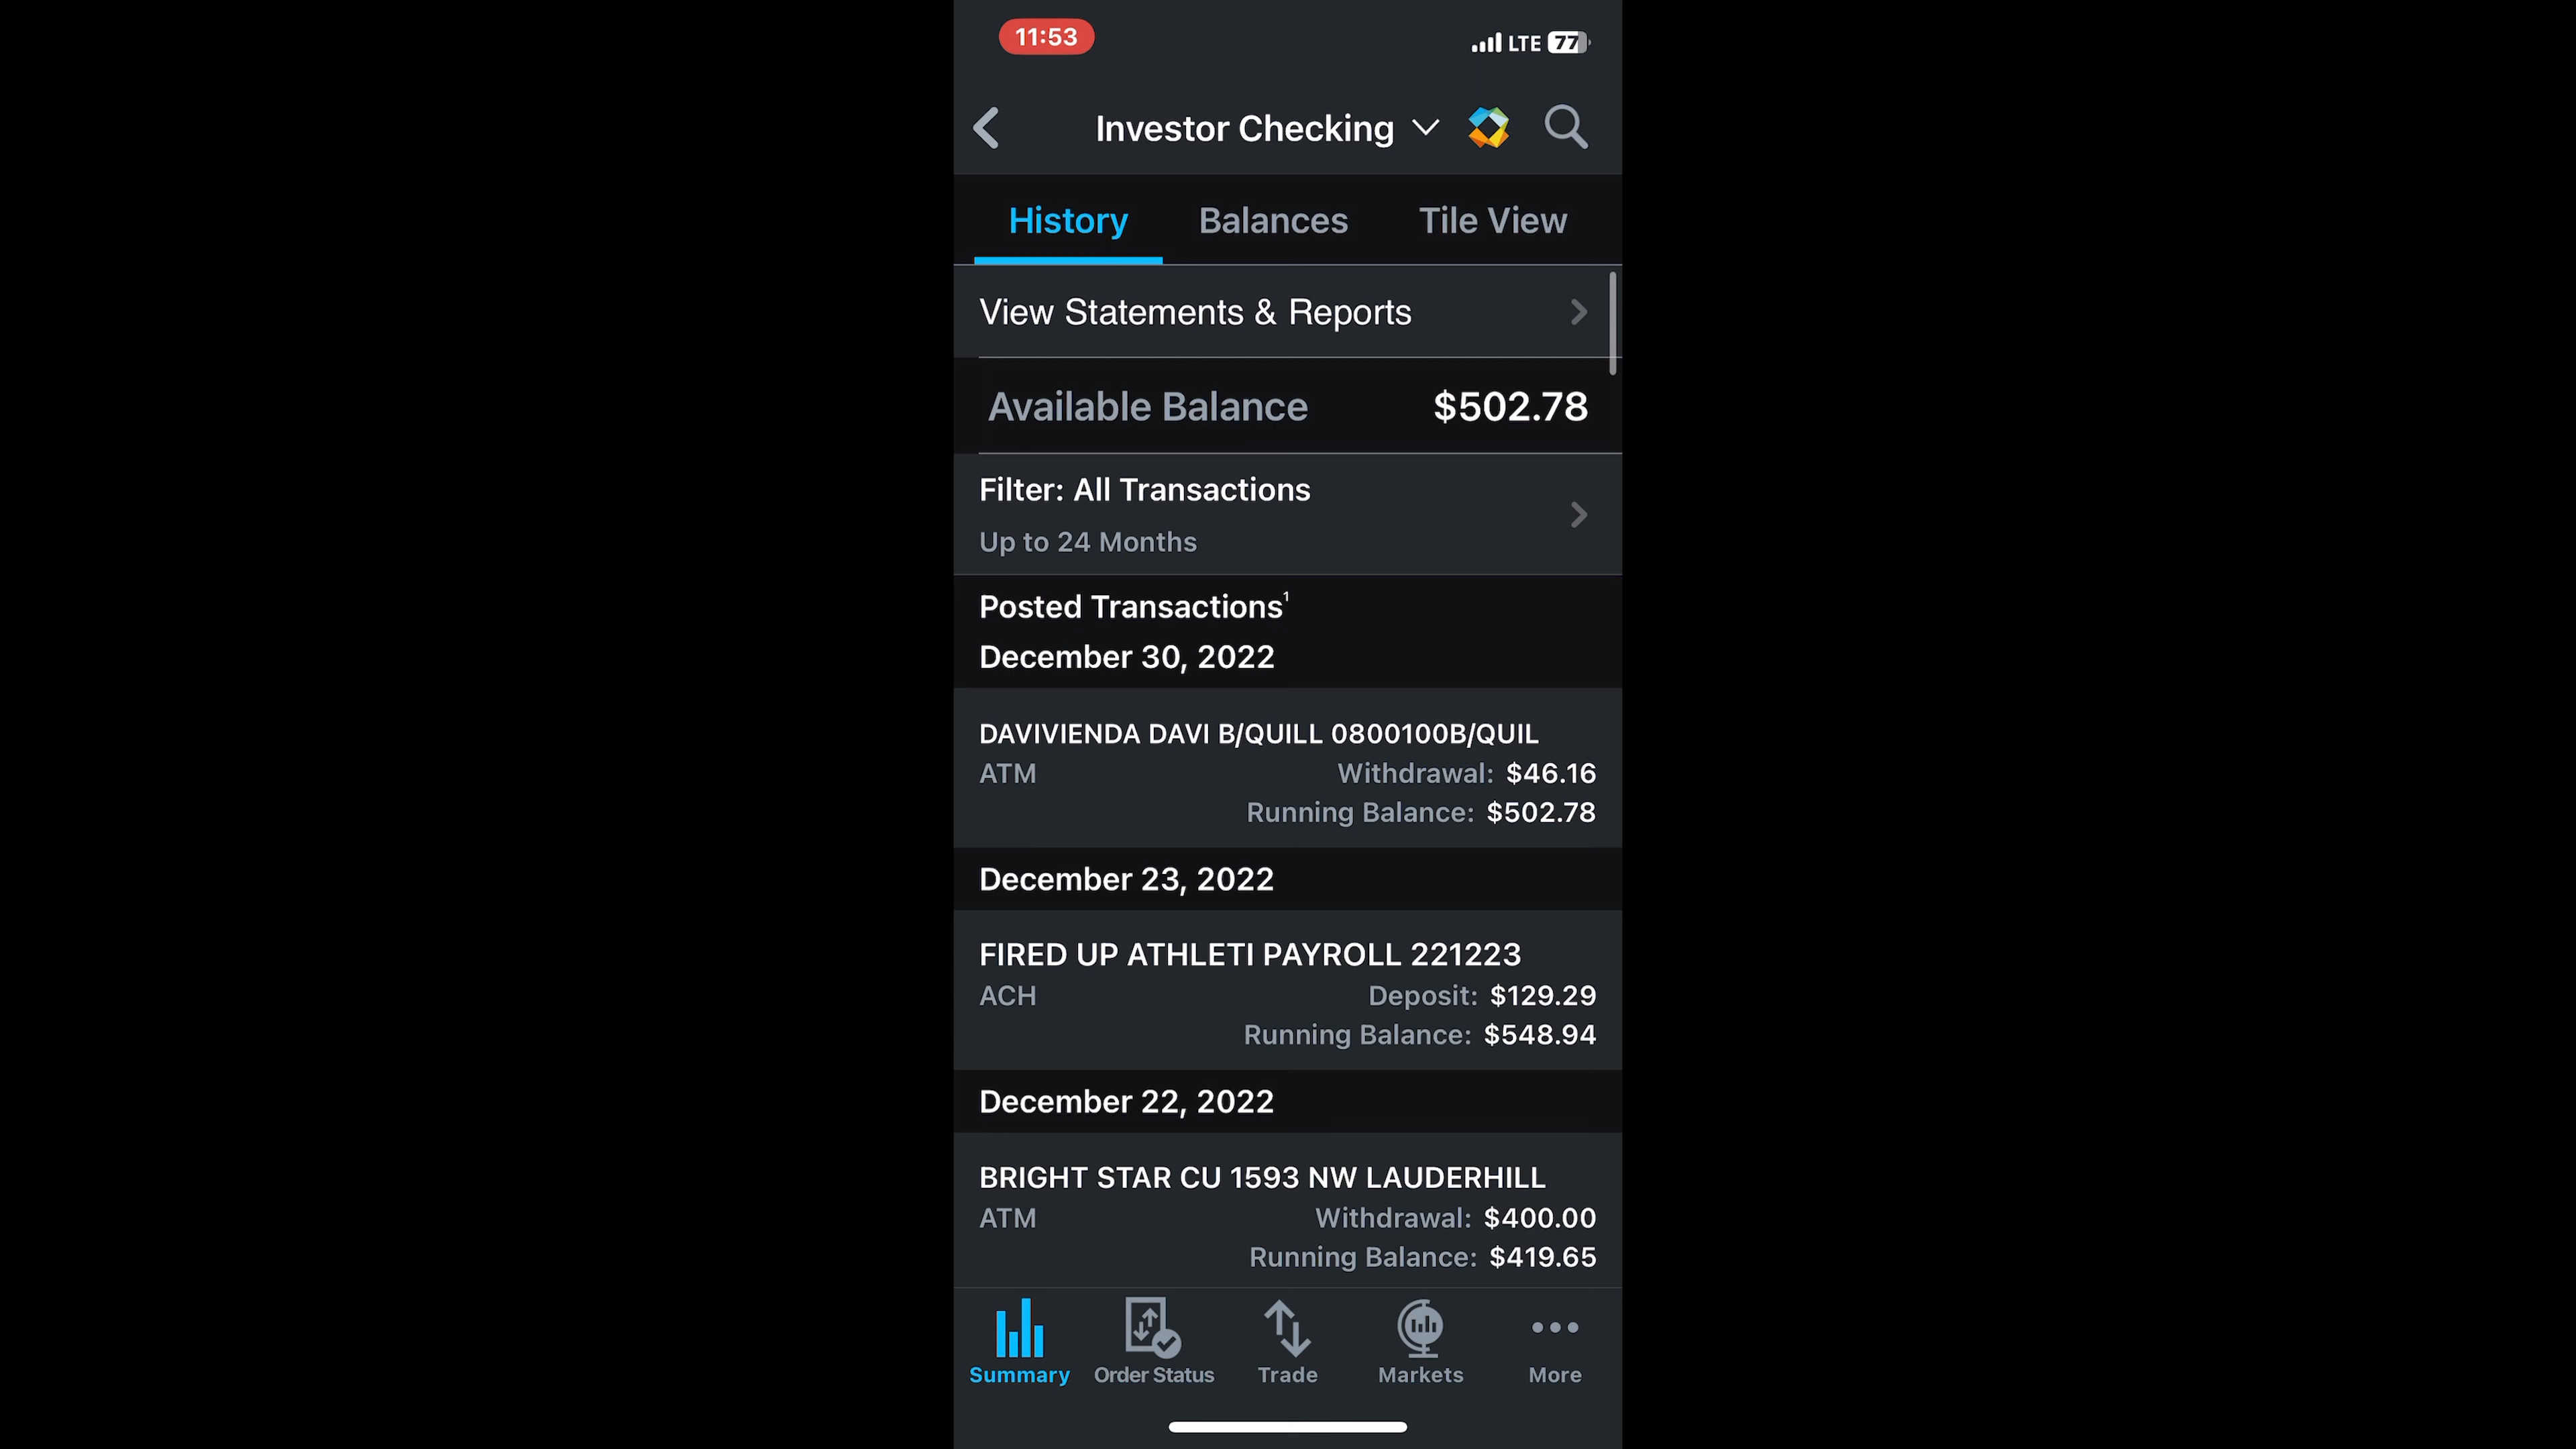 11:53 LTE 77
Investor Checking
History Balances Tile View
View Statements & Reports
Available Balance $502.78
Filter: All Transactions
Up to 24 Months
Posted Transactions¹
December 30, 2022
DAVIVIENDA DAVI B/QUILL 0800100B/QUIL
ATM Withdrawal: $46.16
Running Balance: $502.78
December 23, 2022
FIRED UP ATHLETI PAYROLL 221223
ACH Deposit: $129.29
Running Balance: $548.94
December 22, 2022
BRIGHT STAR CU 1593 NW LAUDERHILL
ATM Withdrawal: $400.00
Running Balance: $419.65
Summary Order Status Trade Markets More